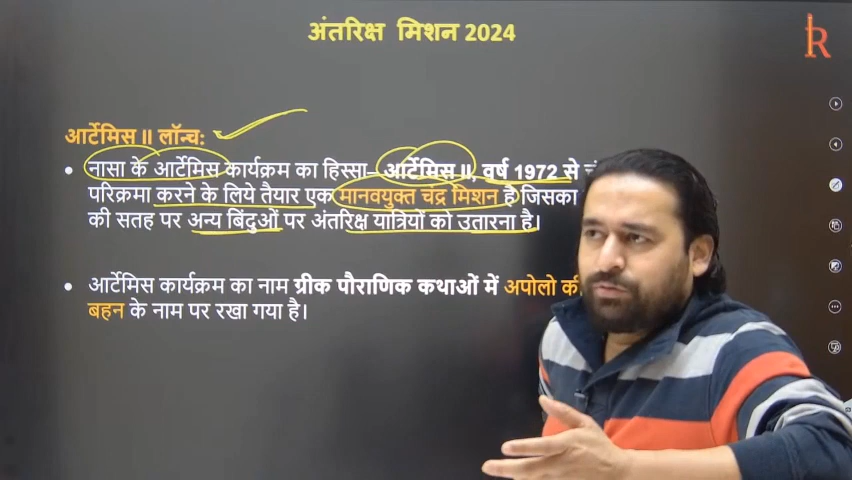 अंतरिक्ष मिशन 2024
आर्टेमिस II लॉन्च:
• नासा के आर्टेमिस कार्यक्रम का हिस्सा– आर्टेमिस II, वर्ष 1972 से
परिक्रमा करने के लिये तैयार एक मानवयुक्त चंद्र मिशन है जिसका
की सतह पर अन्य बिंदुओं पर अंतरिक्ष यात्रियों को उतारना है।
• आर्टेमिस कार्यक्रम का नाम ग्रीक पौराणिक कथाओं में अपोलो की
बहन के नाम पर रखा गया है।